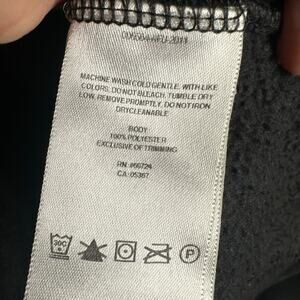 MACHINE WASH COLD GENTLE. WITH LIKE
COLORS. DO NOT BLEACH. TUMBLE DRY
LOW. REMOVE PROMPTLY. DO NOT IRON
DRYCLEANABLE
BODY
100% POLYESTER
EXCLUSIVE OF TRIMMING
RN: #66724
CA: 05367
30C
P